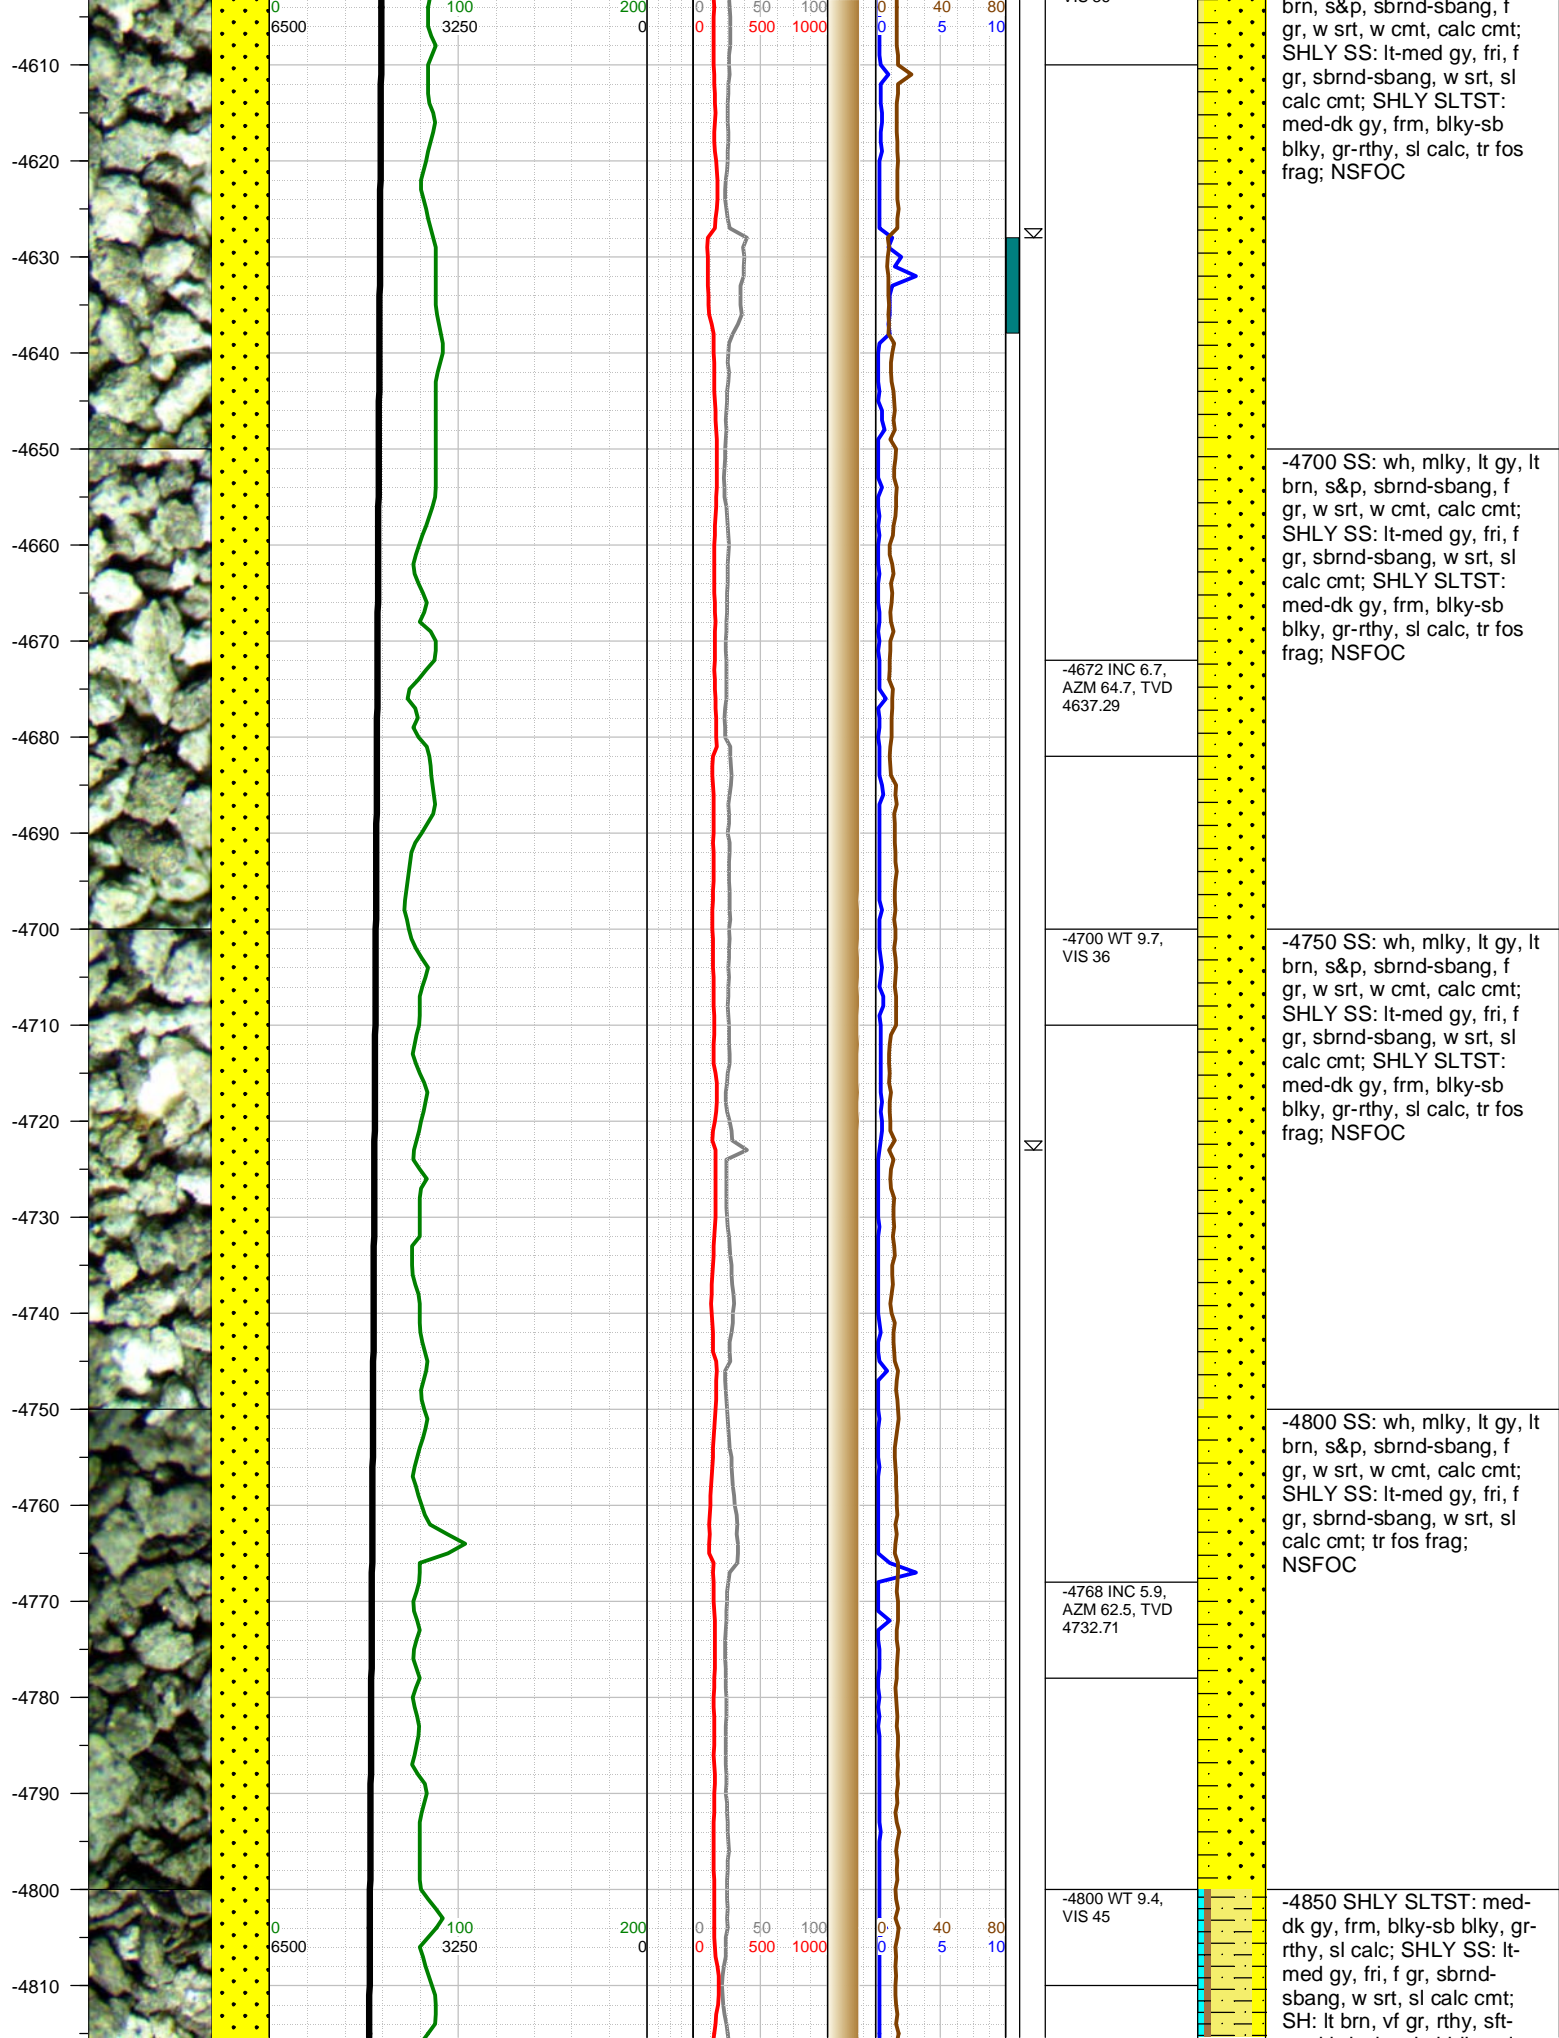 0 100 200 0 50 100 0 40 80
6500 3250 0 0 500 1000 0 5 10
brn, s&p, sbrnd-sbang, f
gr, w srt, w cmt, calc cmt;
SHLY SS: lt-med gy, fri, f
gr, sbrnd-sbang, w srt, sl
calc cmt; SHLY SLTST:
med-dk gy, frm, blky-sb
blky, gr-rthy, sl calc, tr fos
frag; NSFOC
-4610
-4620
-4630
-4640
-4650
-4700 SS: wh, mlky, lt gy, lt
brn, s&p, sbrnd-sbang, f
gr, w srt, w cmt, calc cmt;
SHLY SS: lt-med gy, fri, f
gr, sbrnd-sbang, w srt, sl
calc cmt; SHLY SLTST:
med-dk gy, frm, blky-sb
blky, gr-rthy, sl calc, tr fos
frag; NSFOC
-4660
-4670
-4672 INC 6.7,
AZM 64.7, TVD
4637.29
-4680
-4690
-4700
-4700 WT 9.7,
VIS 36
-4750 SS: wh, mlky, lt gy, lt
brn, s&p, sbrnd-sbang, f
gr, w srt, w cmt, calc cmt;
SHLY SS: lt-med gy, fri, f
gr, sbrnd-sbang, w srt, sl
calc cmt; SHLY SLTST:
med-dk gy, frm, blky-sb
blky, gr-rthy, sl calc, tr fos
frag; NSFOC
-4710
-4720
-4730
-4740
-4750
-4800 SS: wh, mlky, lt gy, lt
brn, s&p, sbrnd-sbang, f
gr, w srt, w cmt, calc cmt;
SHLY SS: lt-med gy, fri, f
gr, sbrnd-sbang, w srt, sl
calc cmt; tr fos frag;
NSFOC
-4760
-4770
-4768 INC 5.9,
AZM 62.5, TVD
4732.71
-4780
-4790
-4800
-4800 WT 9.4,
VIS 45
-4850 SHLY SLTST: med-
dk gy, frm, blky-sb blky, gr-
rthy, sl calc; SHLY SS: lt-
med gy, fri, f gr, sbrnd-
sbang, w srt, sl calc cmt;
SH: lt brn, vf gr, rthy, sft-
0 100 200 0 50 100 0 40 80
6500 3250 0 0 500 1000 0 5 10
-4810